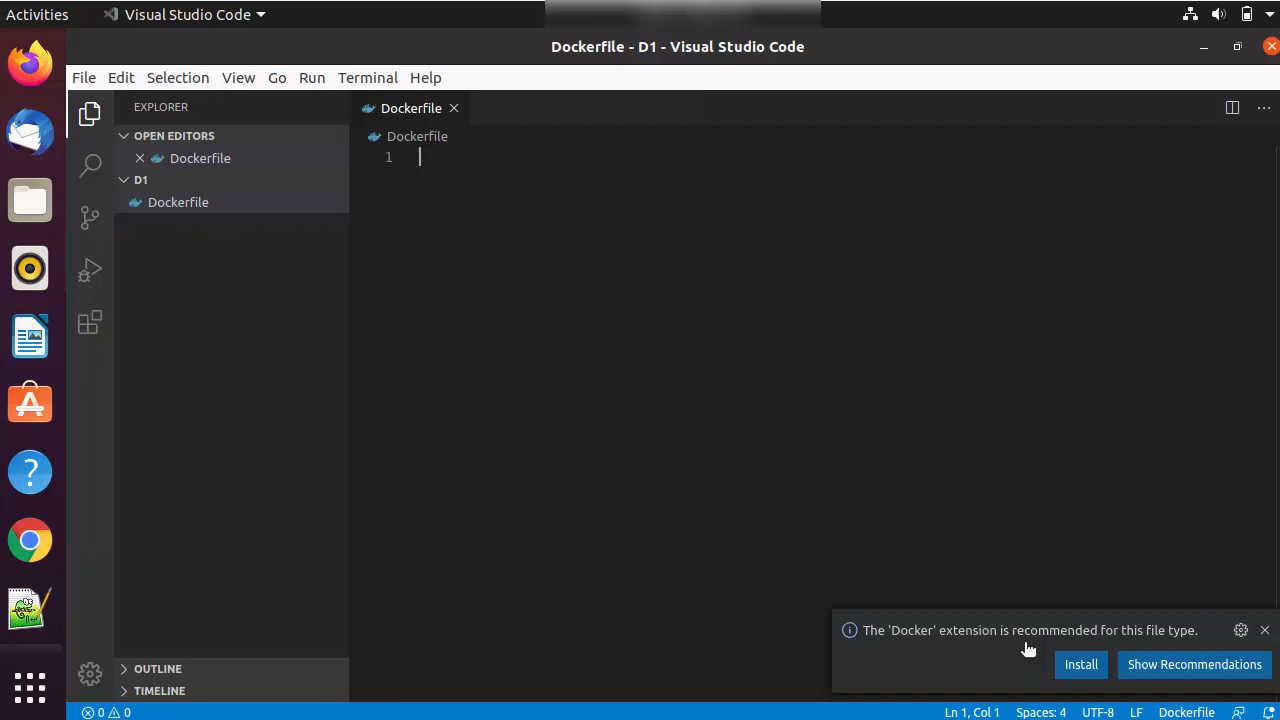 Activities
Visual Studio Code
Dockerfile - D1 - Visual Studio Code
File Edit Selection View Go Run Terminal Help
EXPLORER
OPEN EDITORS
Dockerfile
D1
Dockerfile
OUTLINE
TIMELINE
Dockerfile
Dockerfile
1
The 'Docker' extension is recommended for this file type.
Install
Show Recommendations
0 0
Ln 1, Col 1 Spaces: 4 UTF-8 LF Dockerfile